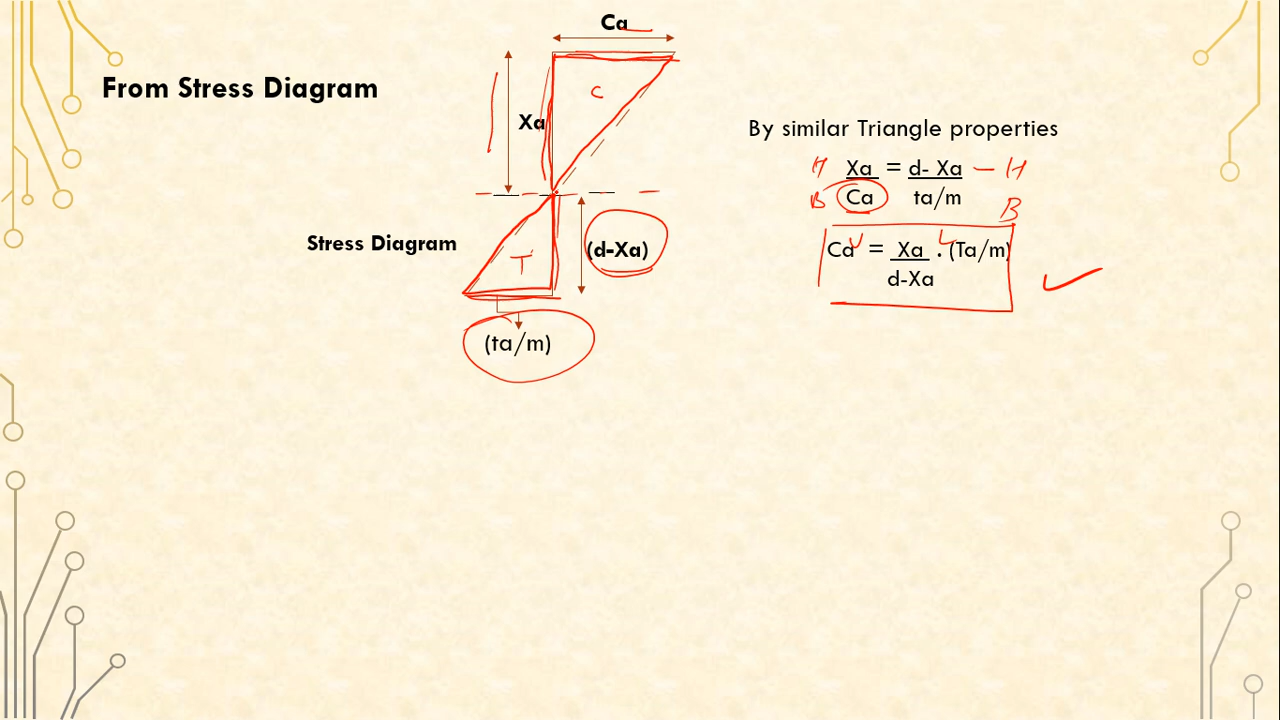 Ca
From Stress Diagram
C
Xa
By similar Triangle properties
H Xa = d- Xa – H
B Ca ta/m B
Stress Diagram
T
(d-Xa)
Ca = Xa . (Ta/m)
d-Xa
(ta/m)